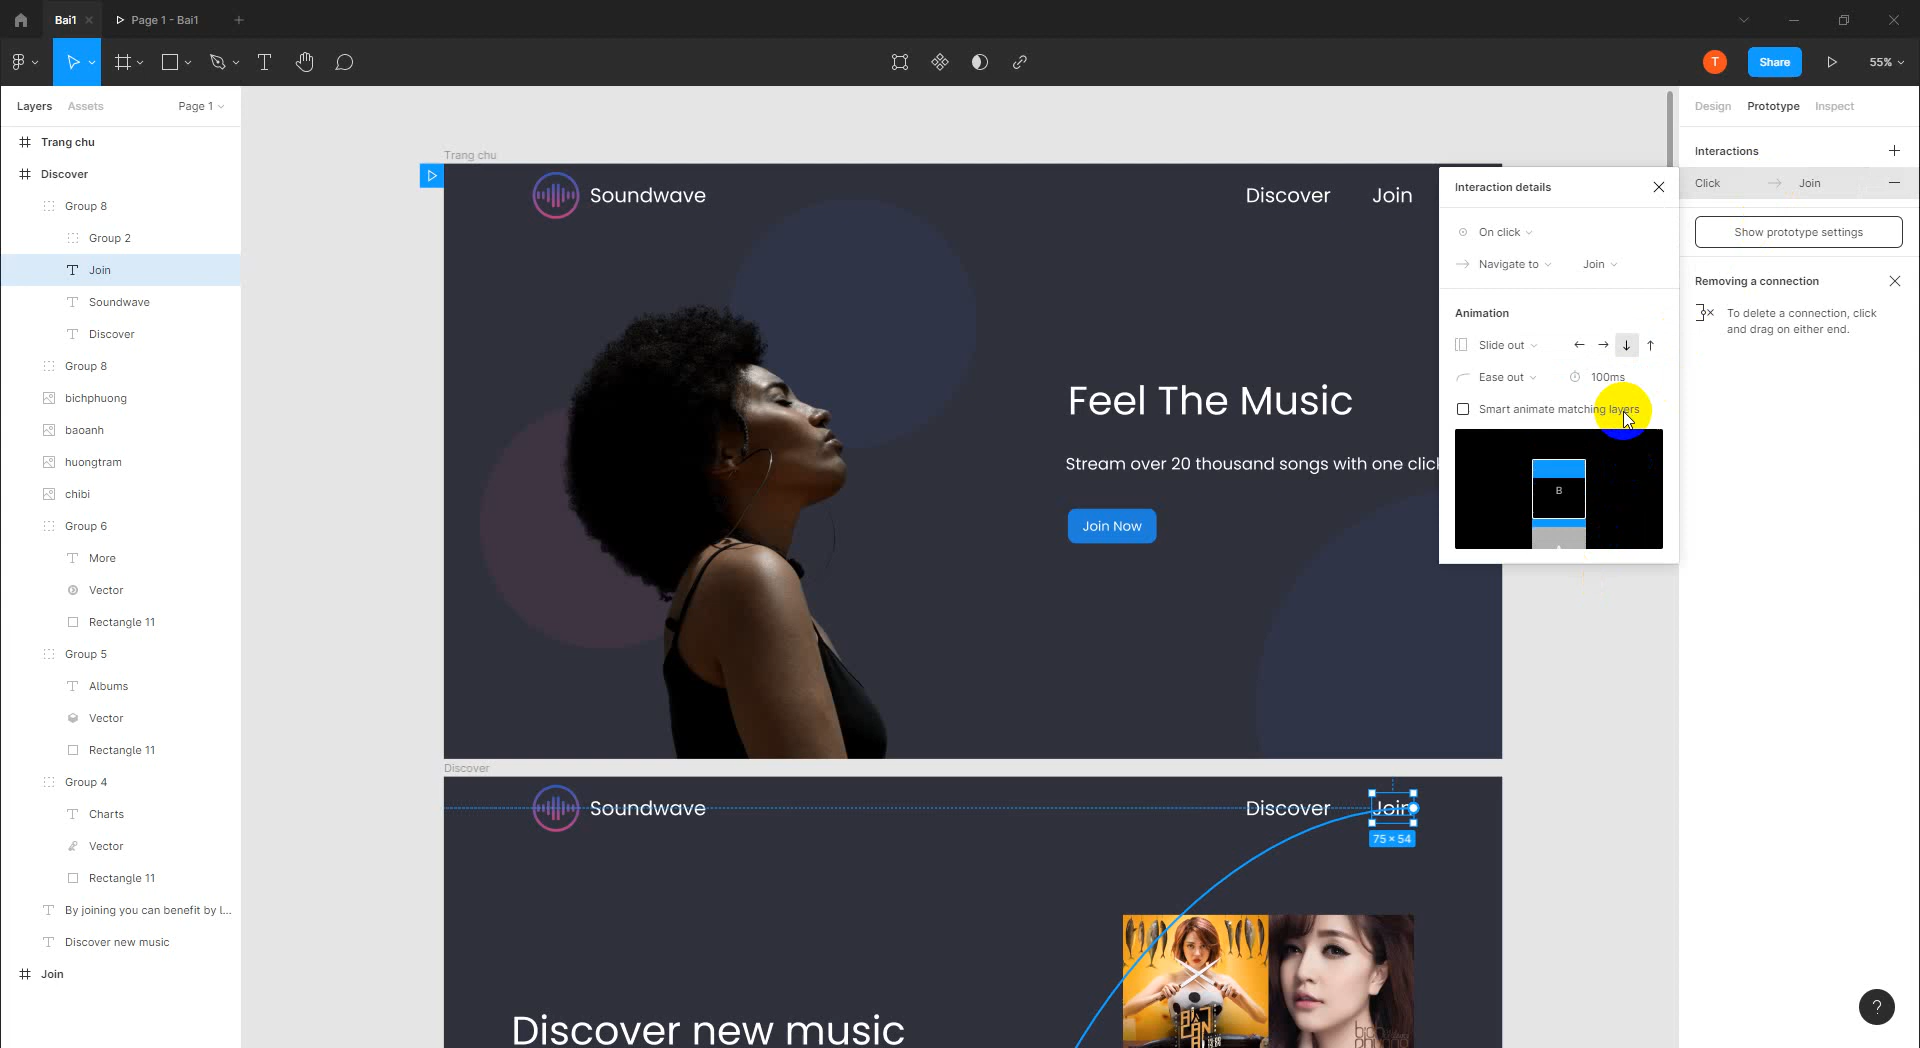 Bai1
Page 1 - Bai1
T
Share
55%
Layers
Assets
Page 1
Trang chu
Discover
Group 8
Group 2
Join
Soundwave
Discover
Group 8
bichphuong
baoanh
huongtram
chibi
Group 6
More
Vector
Rectangle 11
Group 5
Albums
Vector
Rectangle 11
Group 4
Charts
Vector
Rectangle 11
By joining you can benefit by l...
Discover new music
Join
Trang chu
Soundwave
Discover
Join
Feel The Music
Stream over 20 thousand songs with one clic
Join Now
Discover
Soundwave
Discover
Join
75 × 54
Discover new music
Interaction details
On click
Navigate to
Join
Animation
Slide out
Ease out
100ms
Smart animate matching layers
B
Design
Prototype
Inspect
Interactions
Click
Join
Show prototype settings
Removing a connection
To delete a connection, click
and drag on either end.
?